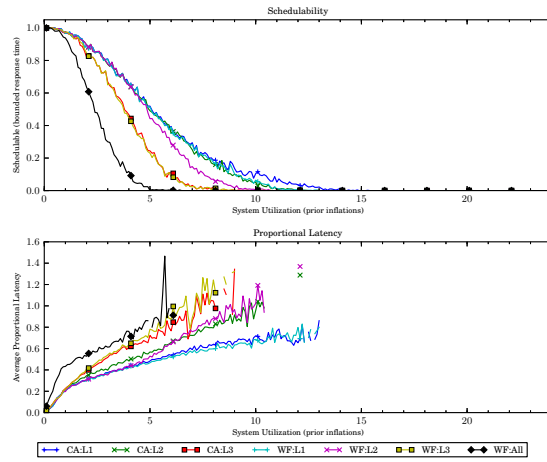 Schedulability
Schedulable (bounded response time)
1.0
0.8
0.6
0.4
0.2
0.0
0 5 10 15 20
System Utilization (prior inflations)
Proportional Latency
Average Proportional Latency
1.6
1.4
1.2
1.0
0.8
0.6
0.4
0.2
0.0
0 5 10 15 20
System Utilization (prior inflations)
CA:L1 CA:L2 CA:L3 WF:L1 WF:L2 WF:L3 WF:All